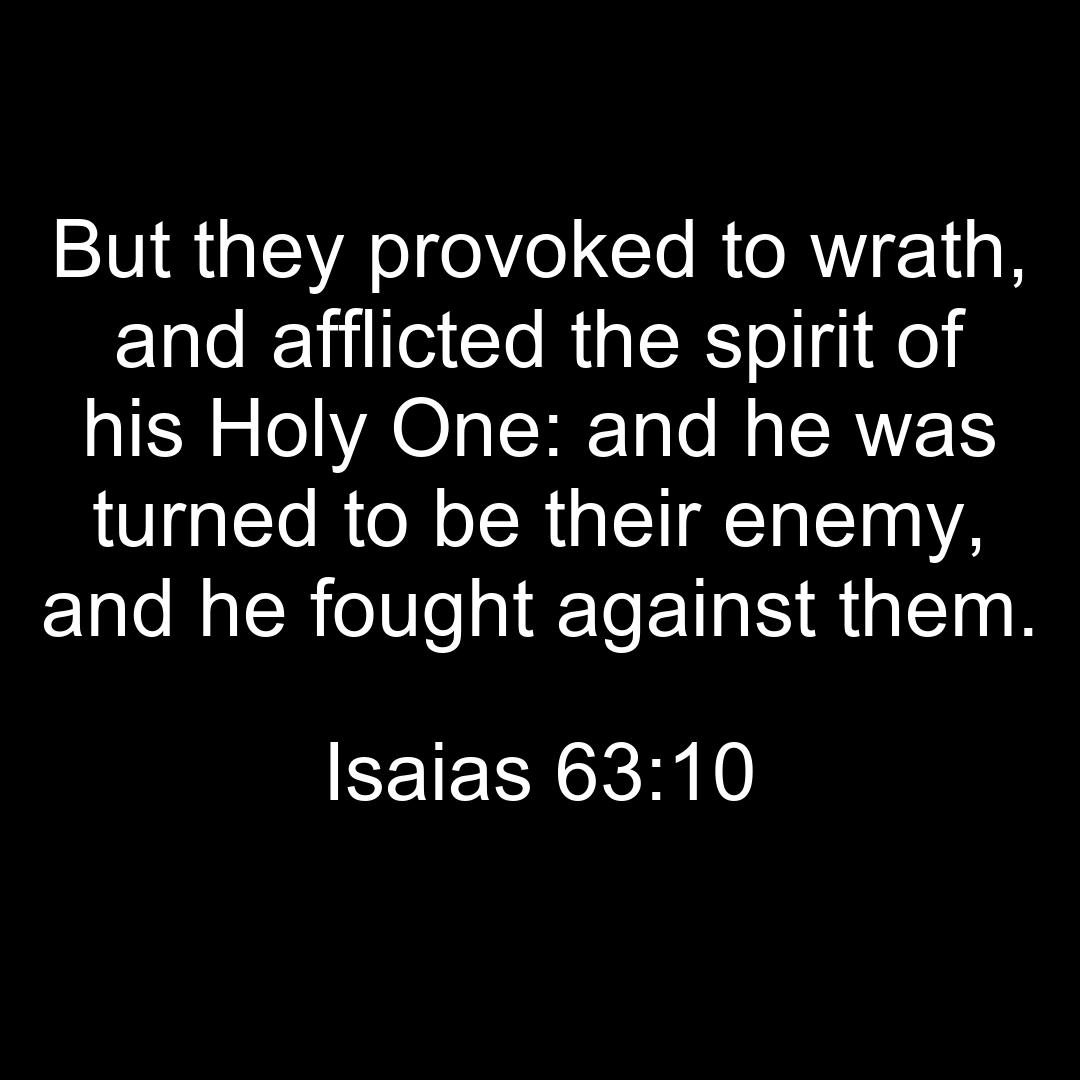 But they provoked to wrath,
and afflicted the spirit of
his Holy One: and he was
turned to be their enemy,
and he fought against them.
Isaias 63:10